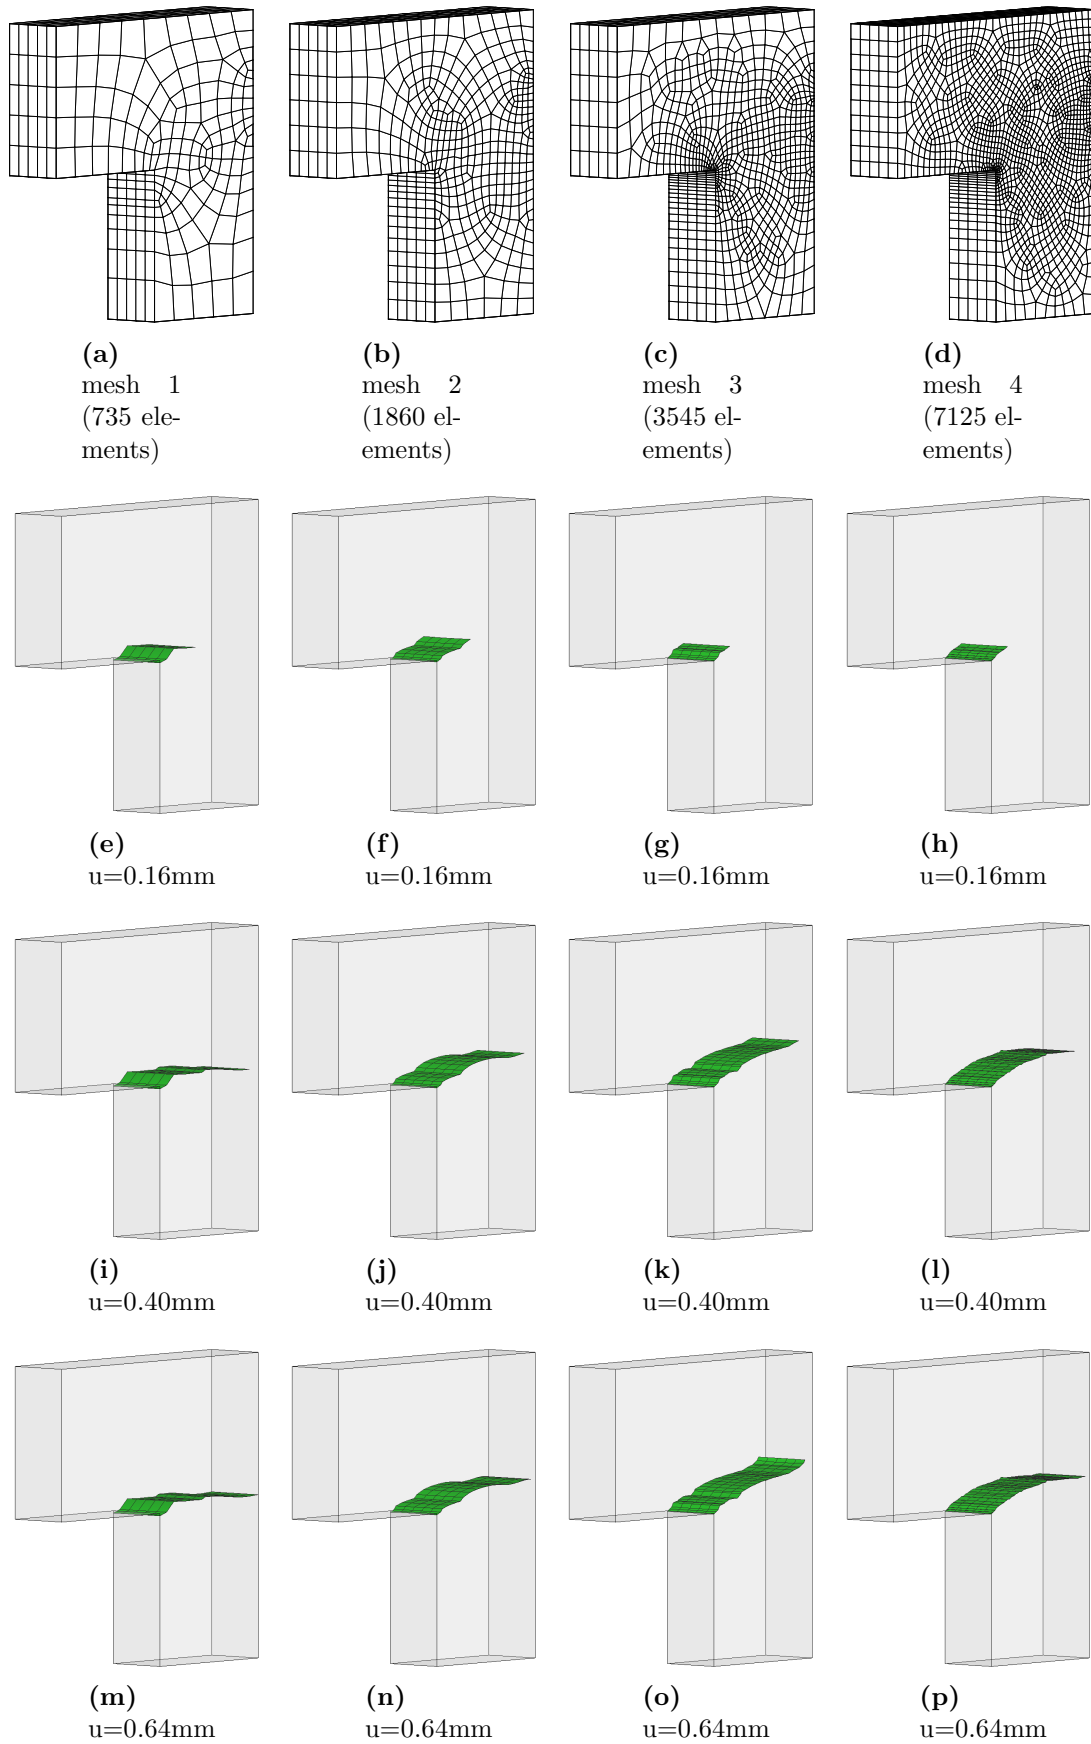 (a)
mesh 1
(735 ele-
ments)
(b)
mesh 2
(1860 el-
ements)
(c)
mesh 3
(3545 el-
ements)
(d)
mesh 4
(7125 el-
ements)
(e)
u=0.16mm
(f)
u=0.16mm
(g)
u=0.16mm
(h)
u=0.16mm
(i)
u=0.40mm
(j)
u=0.40mm
(k)
u=0.40mm
(l)
u=0.40mm
(m)
u=0.64mm
(n)
u=0.64mm
(o)
u=0.64mm
(p)
u=0.64mm